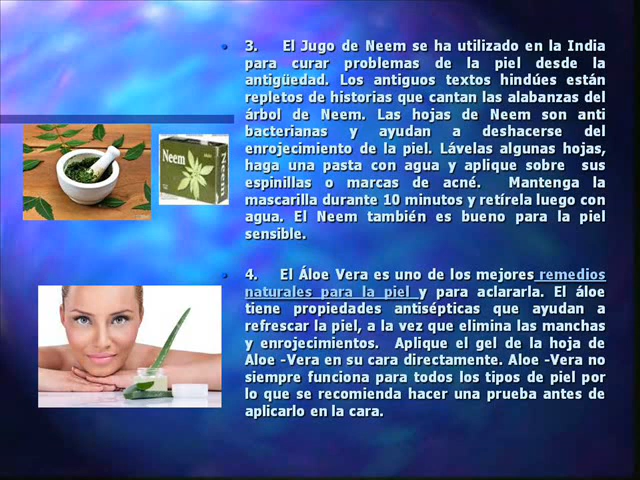 3. El Jugo de Neem se ha utilizado en la India
para curar problemas de la piel desde la
antigüedad. Los antiguos textos hindúes están
repletos de historias que cantan las alabanzas del
árbol de Neem. Las hojas de Neem son anti
bacterianas y ayudan a deshacerse del
enrojecimiento de la piel. Lávelas algunas hojas,
haga una pasta con agua y aplique sobre sus
espinillas o marcas de acné. Mantenga la
mascarilla durante 10 minutos y retírela luego con
agua. El Neem también es bueno para la piel
sensible.
Neem
Neem
4. El Áloe Vera es uno de los mejores remedios
naturales para la piel y para aclararla. El áloe
tiene propiedades antisépticas que ayudan a
refrescar la piel, a la vez que elimina las manchas
y enrojecimientos. Aplique el gel de la hoja de
Aloe -Vera en su cara directamente. Aloe -Vera no
siempre funciona para todos los tipos de piel por
lo que se recomienda hacer una prueba antes de
aplicarlo en la cara.